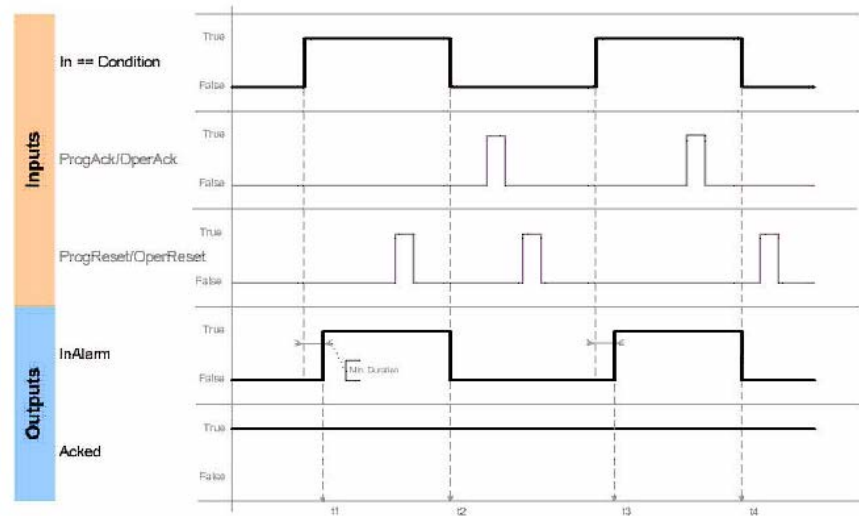 Inputs
Outputs
True
In == Condition
False
True
ProgAck/OperAck
False
True
ProgReset/OperReset
False
True
InAlarm
Min. Duration
False
True
Acked
False
t1
t2
t3
t4